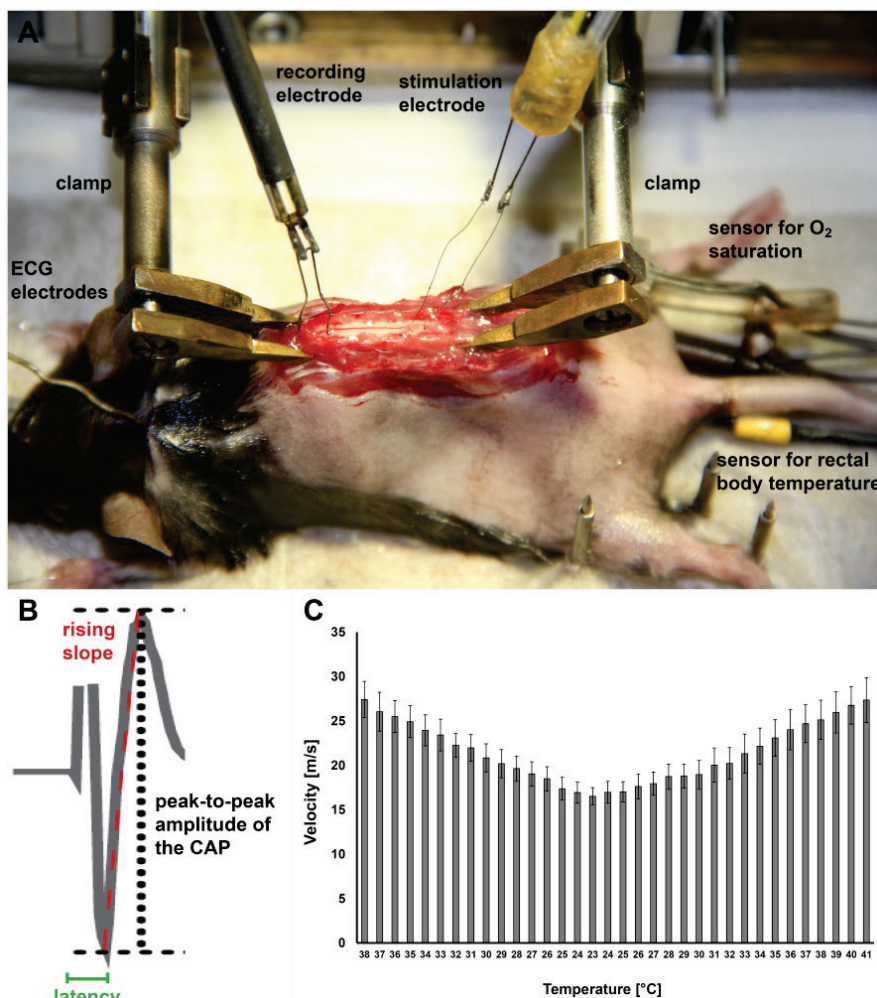 A
recording
electrode
stimulation
electrode
clamp
clamp
sensor for O₂
saturation
ECG
electrodes
sensor for rectal
body temperature
B
rising
slope
peak-to-peak
amplitude of
the CAP
latency
C
35
30
25
20
15
10
5
0
Velocity [m/s]
38 37 36 35 34 33 32 31 30 29 28 27 26 25 24 23 24 25 26 27 28 29 30 31 32 33 34 35 36 37 38 39 40 41
Temperature [°C]